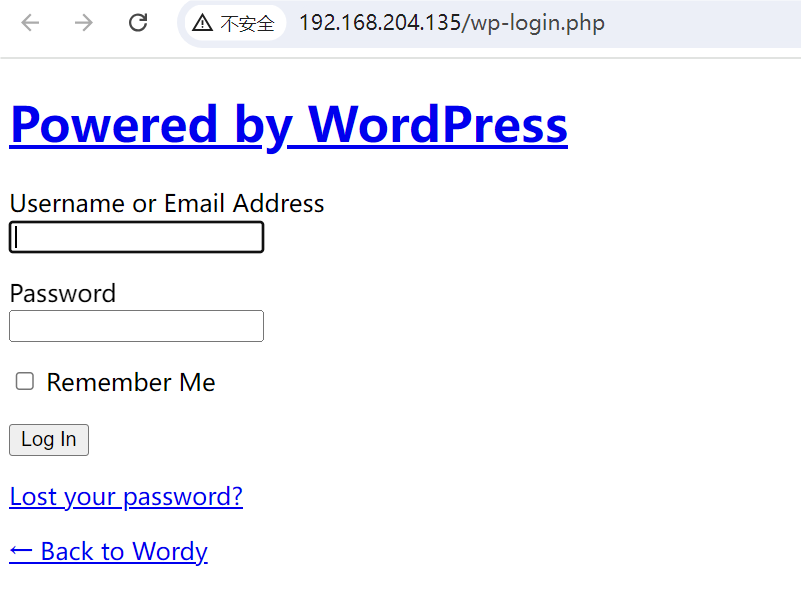 不安全 192.168.204.135/wp-login.php
Powered by WordPress
Username or Email Address
Password
Remember Me
Log In
Lost your password?
← Back to Wordy